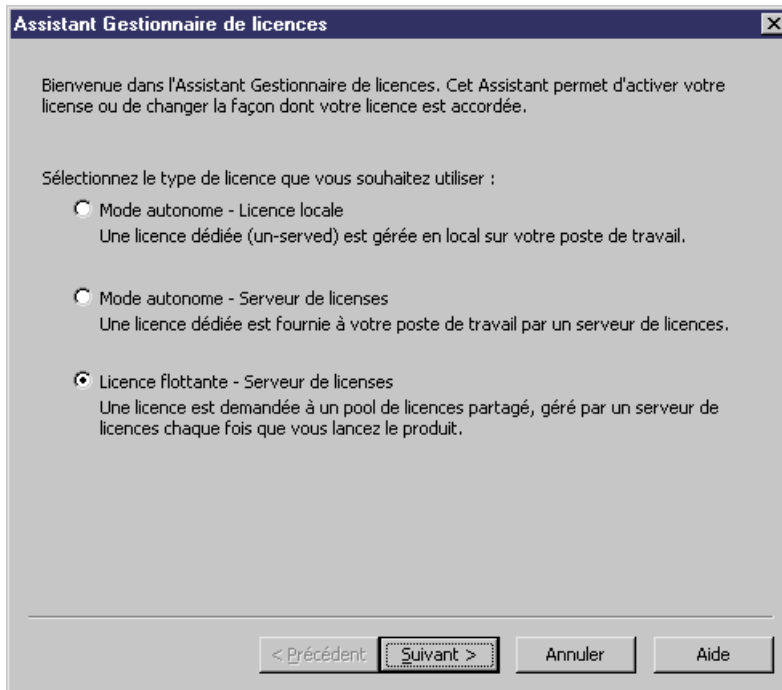 Assistant Gestionnaire de licences
Bienvenue dans l'Assistant Gestionnaire de licences. Cet Assistant permet d'activer votre
license ou de changer la façon dont votre licence est accordée.
Sélectionnez le type de licence que vous souhaitez utiliser :
Mode autonome - Licence locale
Une licence dédiée (un-served) est gérée en local sur votre poste de travail.
Mode autonome - Serveur de licenses
Une licence dédiée est fournie à votre poste de travail par un serveur de licences.
Licence flottante - Serveur de licenses
Une licence est demandée à un pool de licences partagé, géré par un serveur de
licences chaque fois que vous lancez le produit.
< Précédent Suivant > Annuler Aide